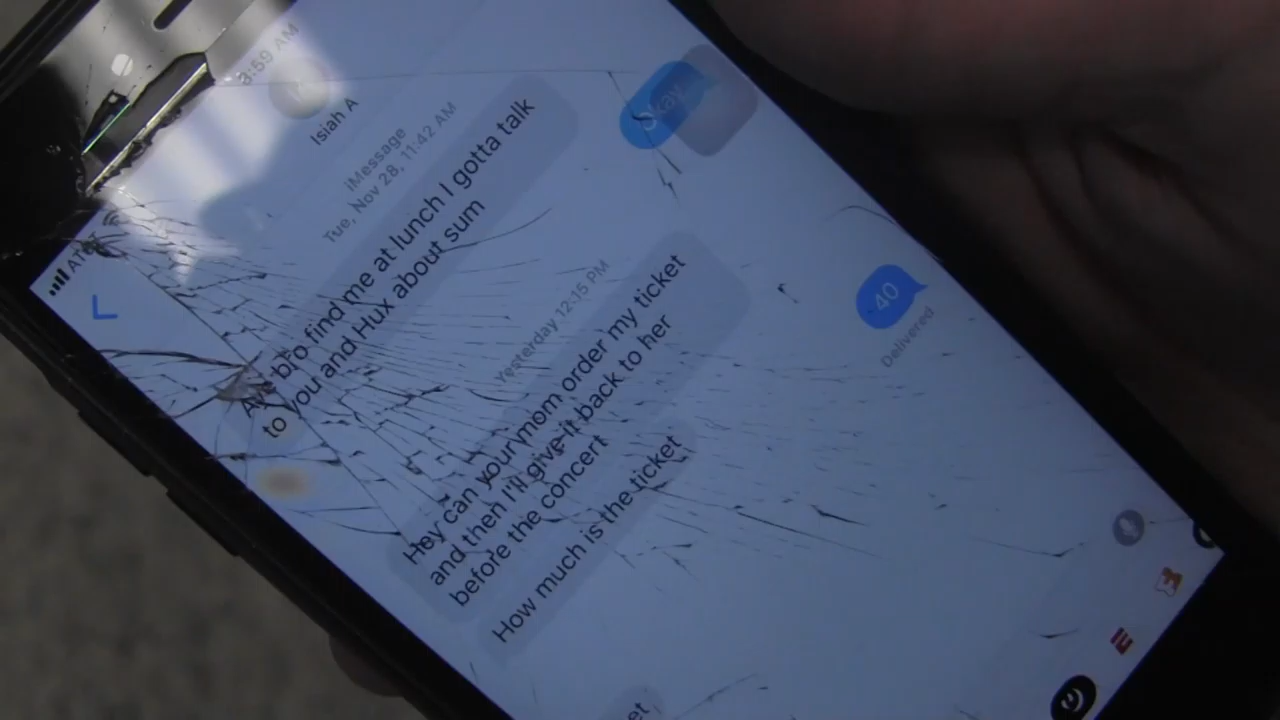 AT&T
3:59 AM
Isiah A
iMessage
Tue, Nov 28, 11:42 AM
bro find me at lunch I gotta talk
to you and Hux about sum
Okay
Yesterday 12:15 PM
Hey can your mom order my ticket
and then I'll give it back to her
before the concert
How much is the ticket
40
Delivered
et